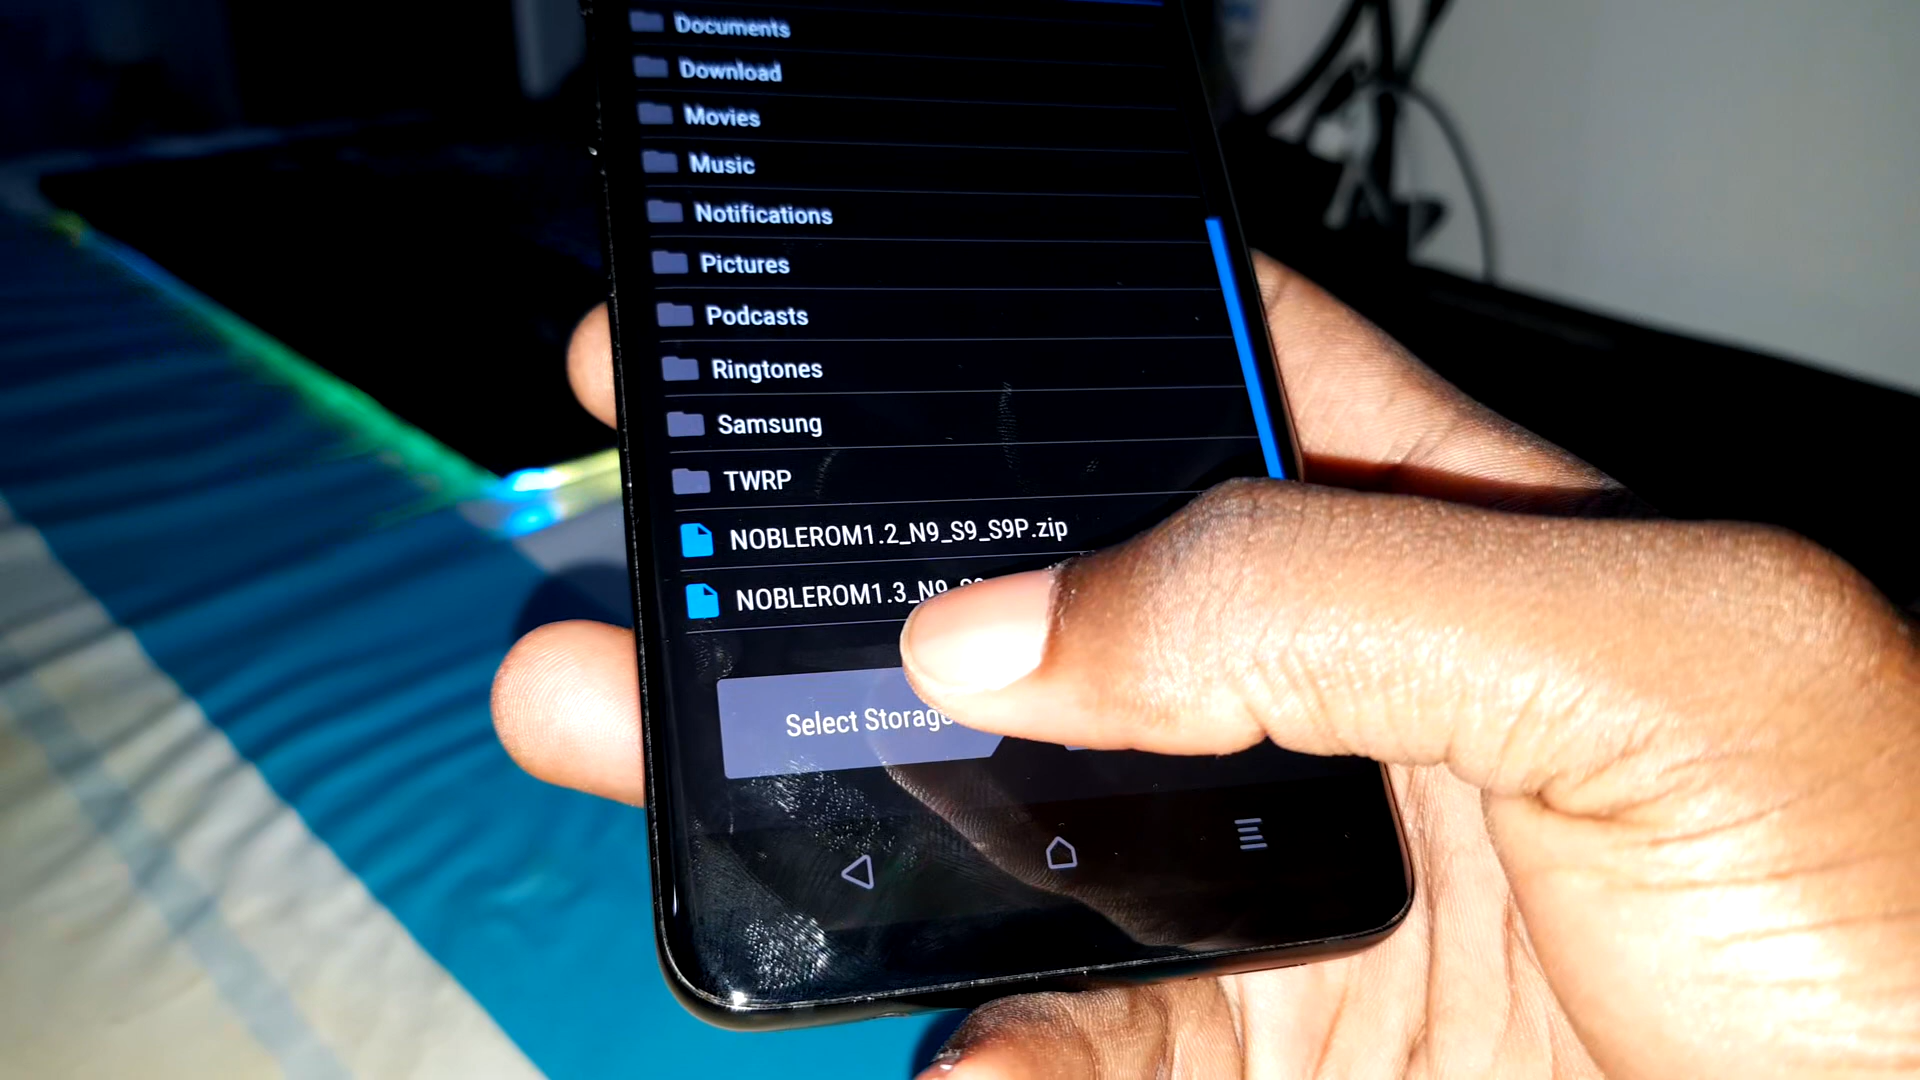 Documents
Download
Movies
Music
Notifications
Pictures
Podcasts
Ringtones
Samsung
TWRP
NOBLEROM1.2_N9_S9_S9P.zip
NOBLEROM1.3_N9
Select Storage